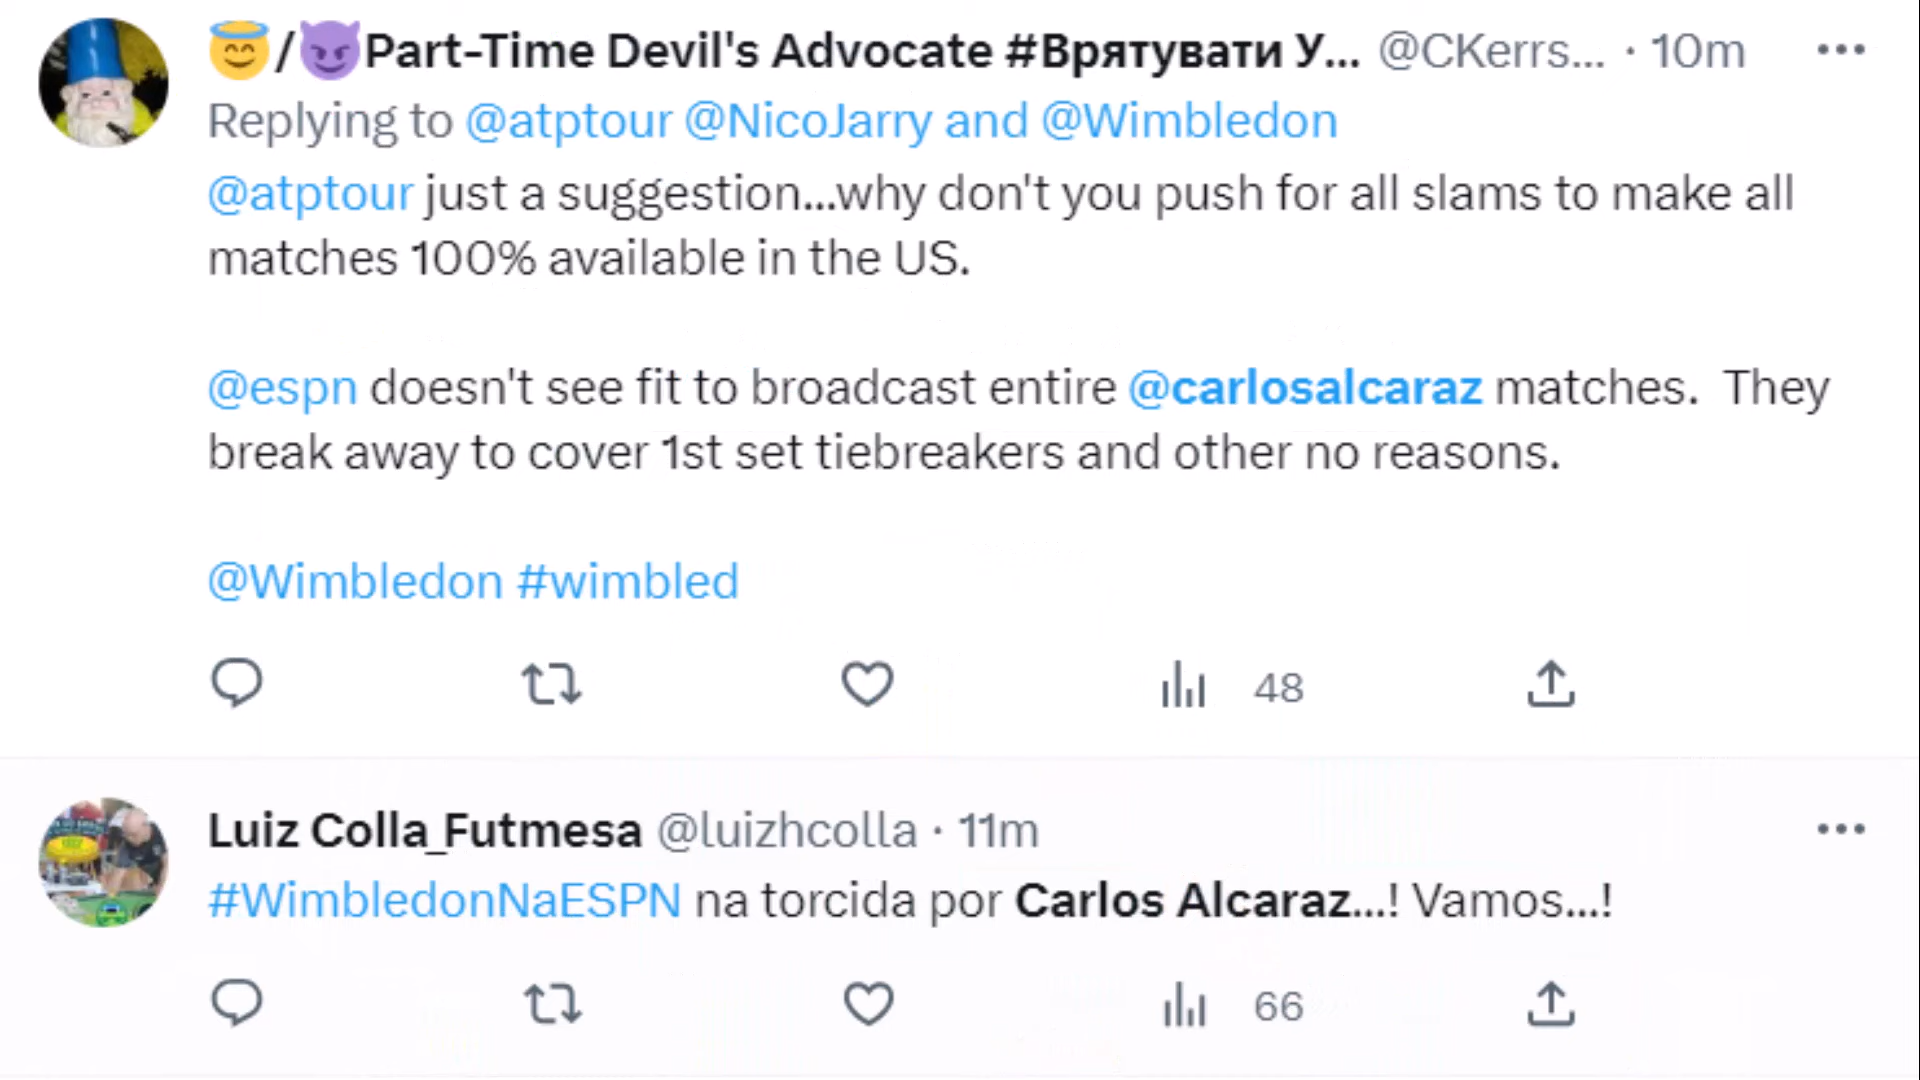 😇/😈Part-Time Devil's Advocate #Врятувати У... @CKerrs... · 10m
Replying to @atptour @NicoJarry and @Wimbledon
@atptour just a suggestion...why don't you push for all slams to make all
matches 100% available in the US.
@espn doesn't see fit to broadcast entire @carlosalcaraz matches. They
break away to cover 1st set tiebreakers and other no reasons.
@Wimbledon #wimbled
48
Luiz Colla_Futmesa @luizhcolla · 11m
#WimbledonNaESPN na torcida por Carlos Alcaraz...! Vamos...!
66